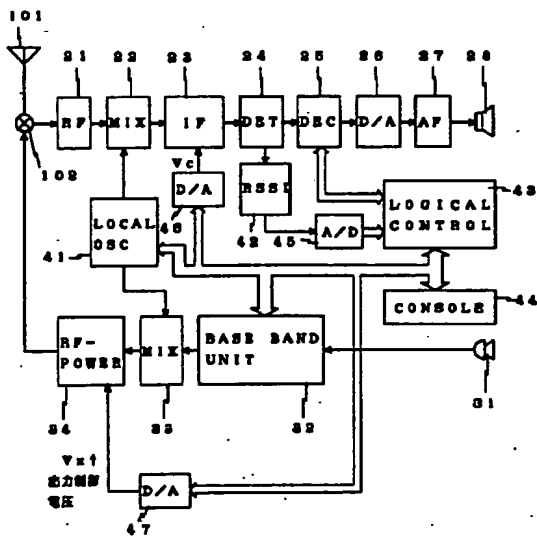 101
21 22 23 24 25 26 27 28
RF MIX IF DET DEC D/A AF
102
Vc
D/A
46
RSSI
42
45
A/D
LOGICAL
CONTROL
43
LOCAL
OSC
41
CONSOLE
44
RF-
POWER
34
MIX
33
BASE BAND
UNIT
32
31
Vx↑
出力制御
電圧
D/A
47